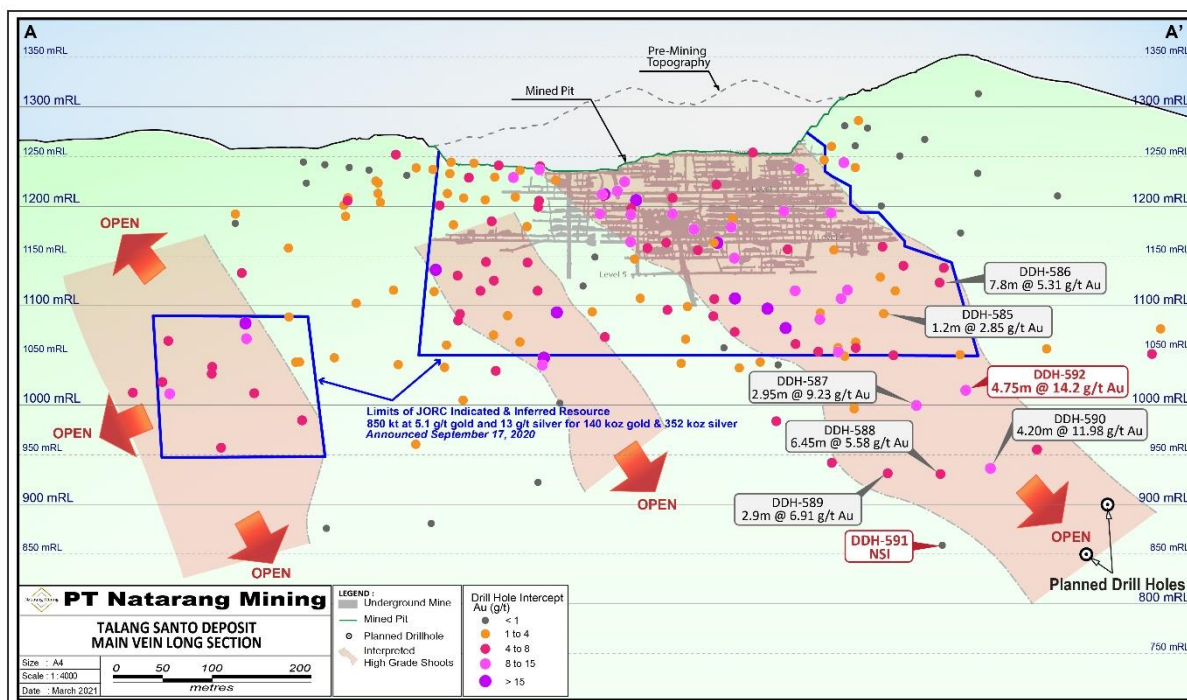 A
A'
1350 mRL
1350 mRL
Pre-Mining
Topography
Mined Pit
1300 mRL
1300 mRL
1250 mRL
1250 mRL
1200 mRL
1200 mRL
OPEN
1150 mRL
1150 mRL
Level 5
DDH-586
7.8m @ 5.31 g/t Au
1100 mRL
1100 mRL
DDH-585
1.2m @ 2.85 g/t Au
1050 mRL
1050 mRL
DDH-592
4.75m @ 14.2 g/t Au
DDH-587
2.95m @ 9.23 g/t Au
1000 mRL
1000 mRL
Limits of JORC Indicated & Inferred Resource
850 kt at 5.1 g/t gold and 13 g/t silver for 140 koz gold & 352 koz silver
Announced September 17, 2020
DDH-590
4.20m @ 11.98 g/t Au
OPEN
DDH-588
6.45m @ 5.58 g/t Au
950 mRL
950 mRL
OPEN
DDH-589
2.9m @ 6.91 g/t Au
900 mRL
900 mRL
OPEN
DDH-591
NSI
850 mRL
850 mRL
OPEN
Planned Drill Holes
800 mRL
750 mRL
PT Natarang Mining
TALANG SANTO DEPOSIT
MAIN VEIN LONG SECTION
Size : A4
Scale : 1:4000
Date : March 2021
0 50 100 200
metres
LEGEND :
Underground Mine
Mined Pit
Planned Drillhole
Interpreted
High Grade Shoots
Drill Hole Intercept
Au (g/t)
< 1
1 to 4
4 to 8
8 to 15
> 15